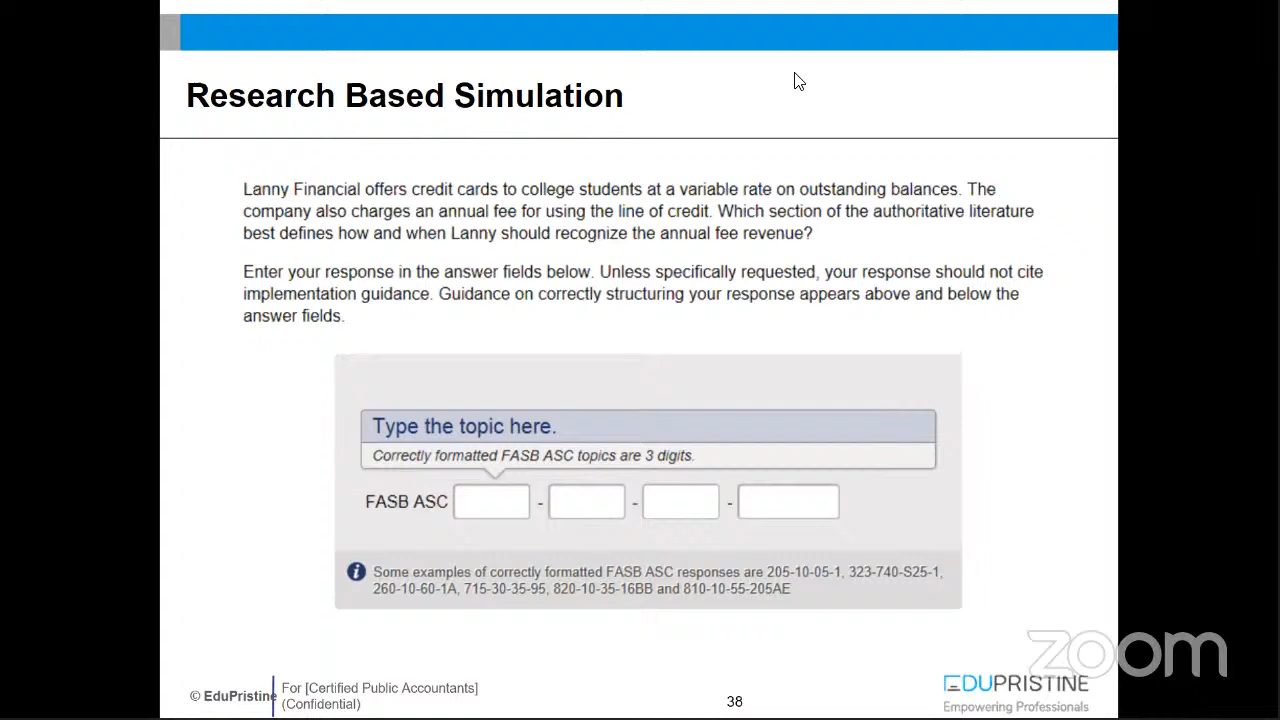 Research Based Simulation
Lanny Financial offers credit cards to college students at a variable rate on outstanding balances. The
company also charges an annual fee for using the line of credit. Which section of the authoritative literature
best defines how and when Lanny should recognize the annual fee revenue?
Enter your response in the answer fields below. Unless specifically requested, your response should not cite
implementation guidance. Guidance on correctly structuring your response appears above and below the
answer fields.
Type the topic here.
Correctly formatted FASB ASC topics are 3 digits.
FASB ASC - - -
i Some examples of correctly formatted FASB ASC responses are 205-10-05-1, 323-740-S25-1,
260-10-60-1A, 715-30-35-95, 820-10-35-16BB and 810-10-55-205AE
zoom
© EduPristine
For [Certified Public Accountants]
(Confidential)
38
EDUPRISTINE
Empowering Professionals